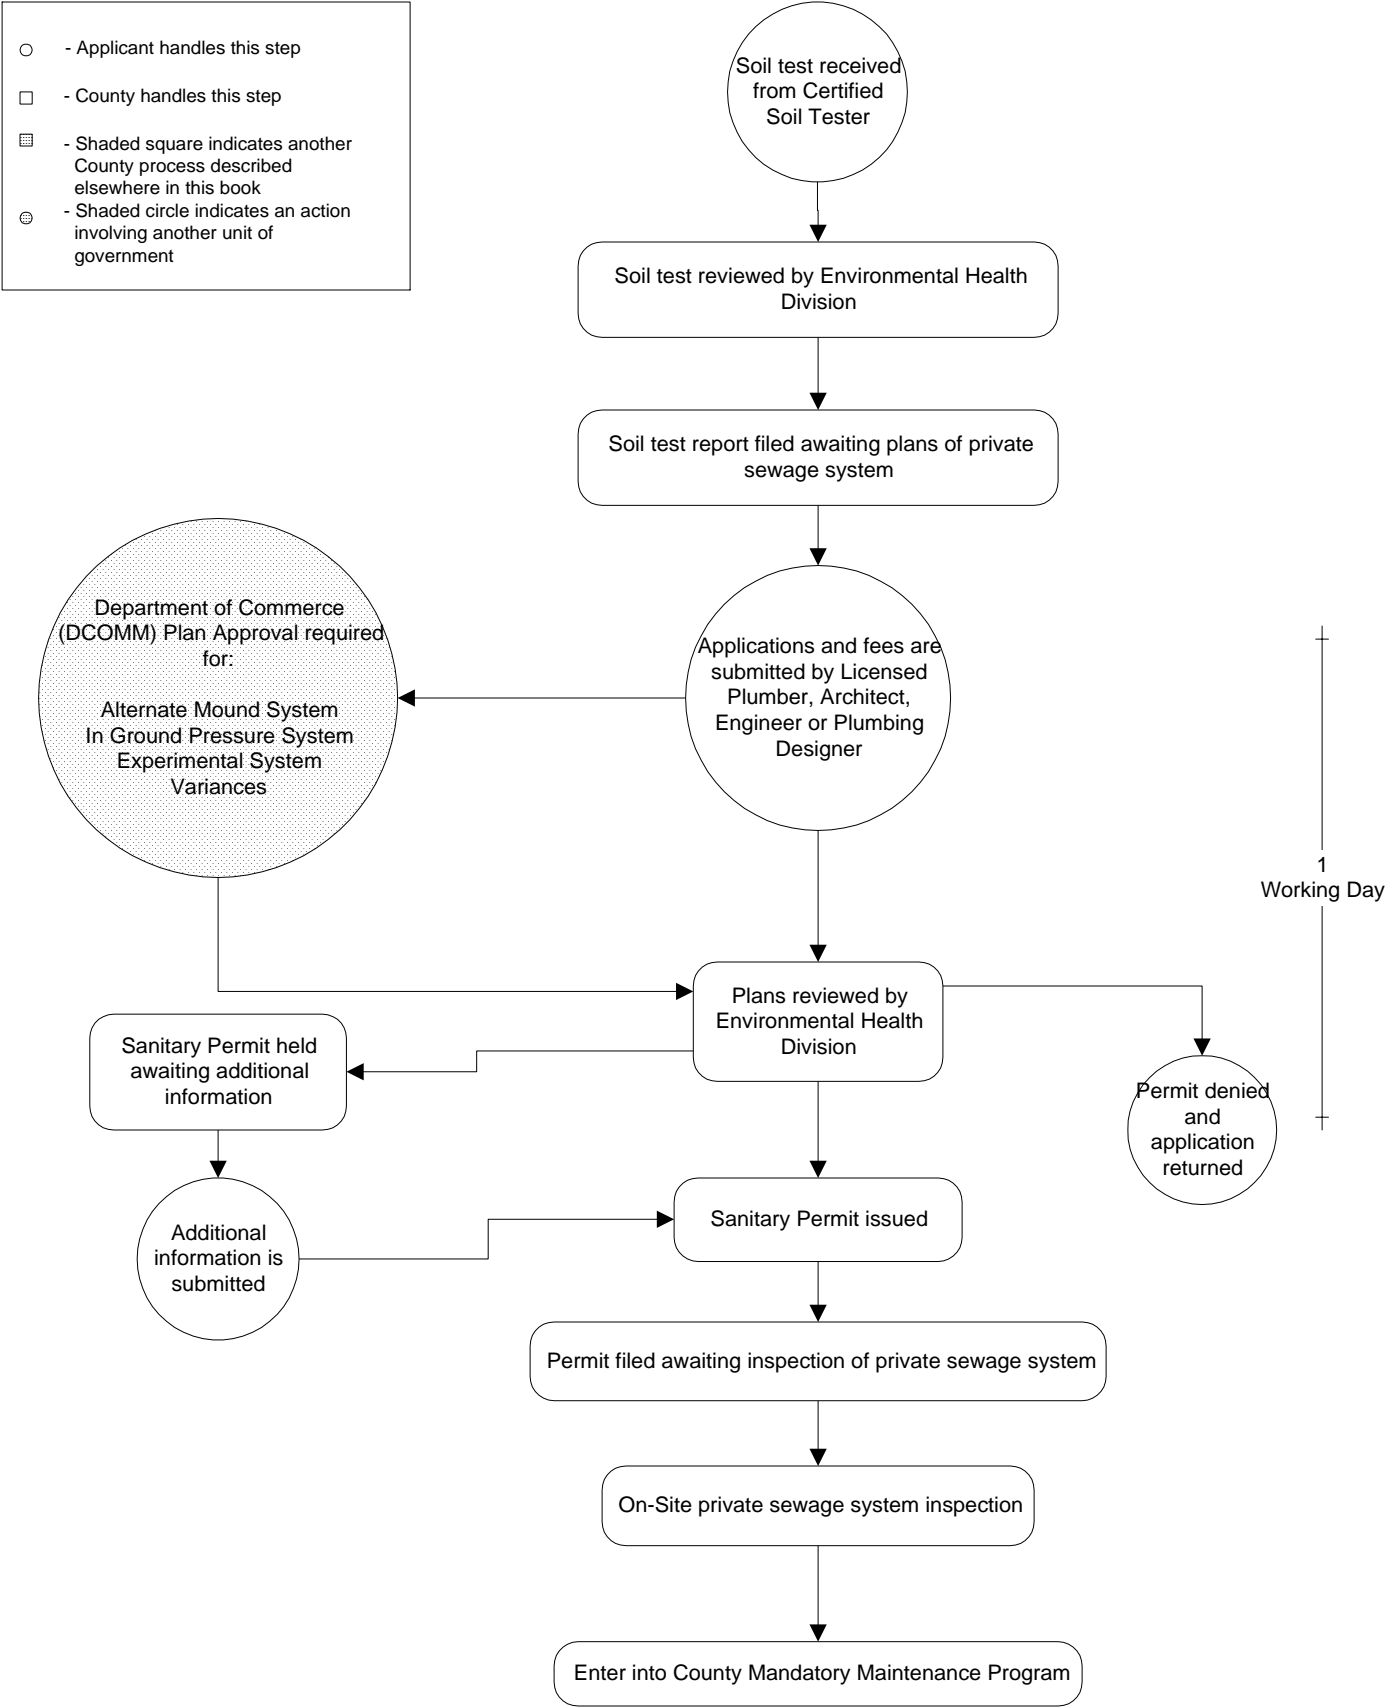 - Applicant handles this step
- County handles this step
- Shaded square indicates another
County process described
elsewhere in this book
- Shaded circle indicates an action
involving another unit of
government
Soil test received
from Certified
Soil Tester
Soil test reviewed by Environmental Health
Division
Soil test report filed awaiting plans of private
sewage system
Department of Commerce
(DCOMM) Plan Approval required
for:
Alternate Mound System
In Ground Pressure System
Experimental System
Variances
Applications and fees are
submitted by Licensed
Plumber, Architect,
Engineer or Plumbing
Designer
1
Working Day
Plans reviewed by
Environmental Health
Division
Sanitary Permit held
awaiting additional
information
Permit denied
and
application
returned
Additional
information is
submitted
Sanitary Permit issued
Permit filed awaiting inspection of private sewage system
On-Site private sewage system inspection
Enter into County Mandatory Maintenance Program